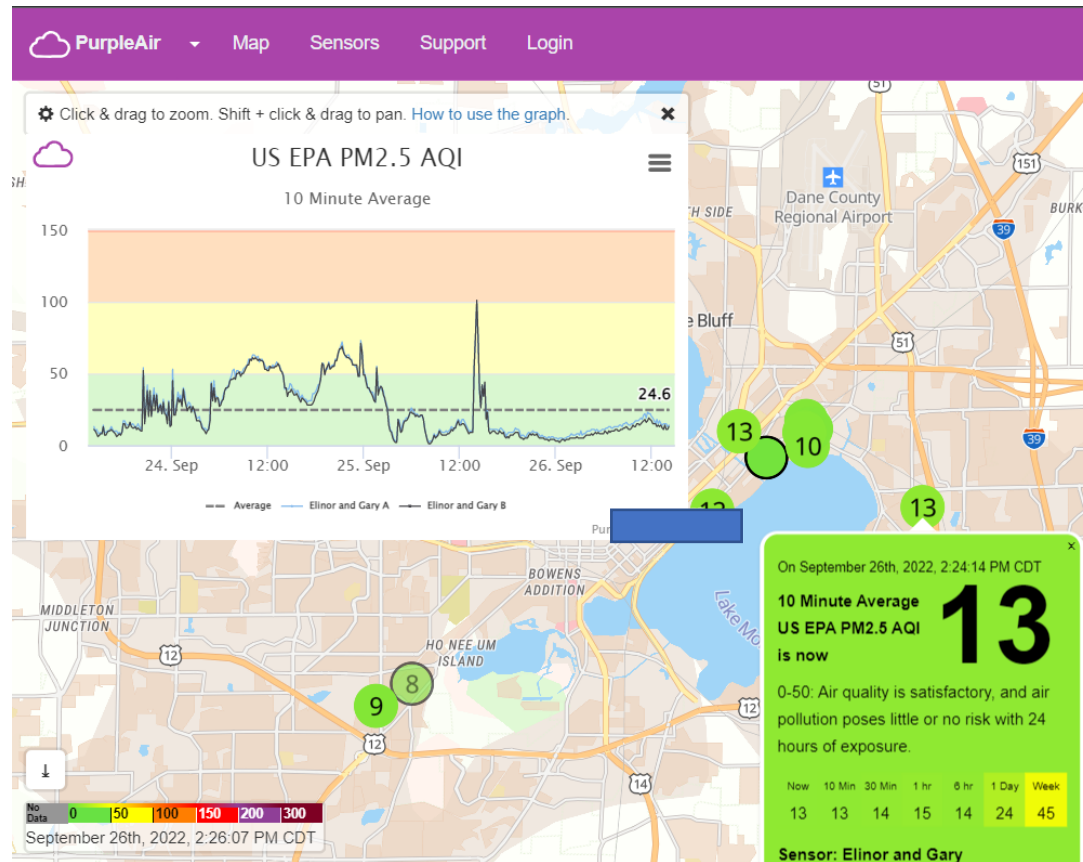 PurpleAir Map Sensors Support Login
Click & drag to zoom. Shift + click & drag to pan. How to use the graph.
US EPA PM2.5 AQI
10 Minute Average
150
100
50
0
24.6
24. Sep 12:00 25. Sep 12:00 26. Sep 12:00
Average Elinor and Gary A Elinor and Gary B
Pur
51
151
Dane County
Regional Airport
BURK
39
H SIDE
e Bluff
51
39
13
10
13
BOWENS
ADDITION
MIDDLETON
JUNCTION
12
HO NEE UM
ISLAND
Lake Mo
8
9
12
12
14
On September 26th, 2022, 2:24:14 PM CDT
10 Minute Average
US EPA PM2.5 AQI
is now
13
0-50: Air quality is satisfactory, and air
pollution poses little or no risk with 24
hours of exposure.
Now 10 Min 30 Min 1 hr 6 hr 1 Day Week
13 13 14 15 14 24 45
Sensor: Elinor and Gary
No
Data 0 50 100 150 200 300
September 26th, 2022, 2:26:07 PM CDT